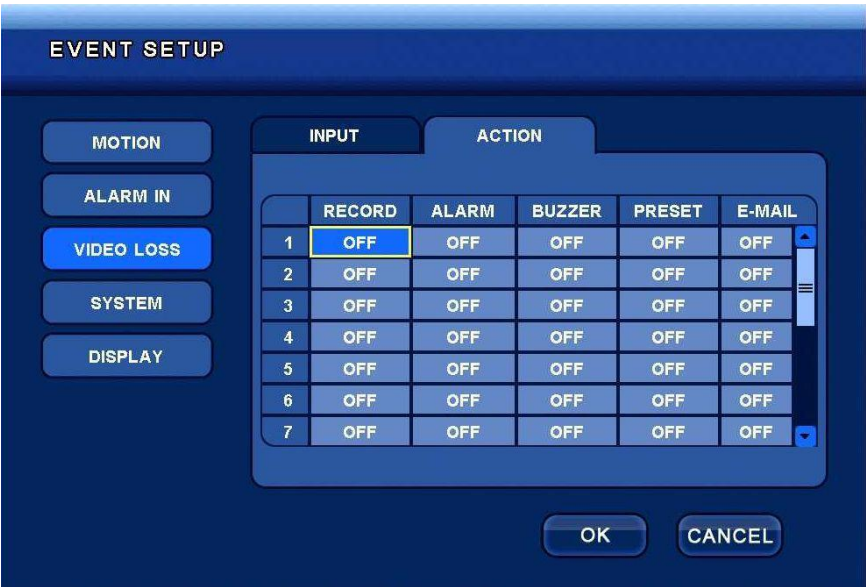 EVENT SETUP
MOTION
ALARM IN
VIDEO LOSS
SYSTEM
DISPLAY
INPUT ACTION
RECORD ALARM BUZZER PRESET E-MAIL
1 OFF OFF OFF OFF OFF
2 OFF OFF OFF OFF OFF
3 OFF OFF OFF OFF OFF
4 OFF OFF OFF OFF OFF
5 OFF OFF OFF OFF OFF
6 OFF OFF OFF OFF OFF
7 OFF OFF OFF OFF OFF
OK CANCEL